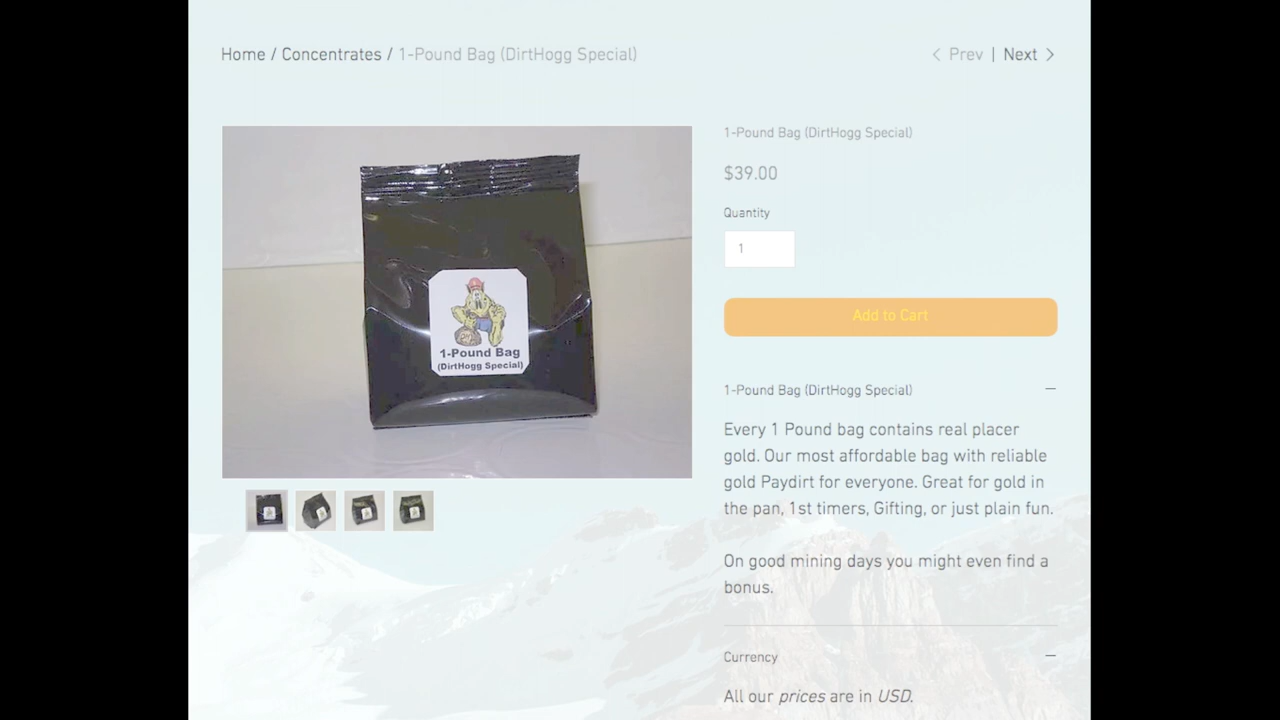 Home / Concentrates / 1-Pound Bag (DirtHogg Special)
< Prev | Next >
1-Pound Bag
(DirtHogg Special)
1-Pound Bag (DirtHogg Special)
$39.00
Quantity
1
Add to Cart
1-Pound Bag (DirtHogg Special)
Every 1 Pound bag contains real placer
gold. Our most affordable bag with reliable
gold Paydirt for everyone. Great for gold in
the pan, 1st timers, Gifting, or just plain fun.
On good mining days you might even find a
bonus.
Currency
All our prices are in USD.